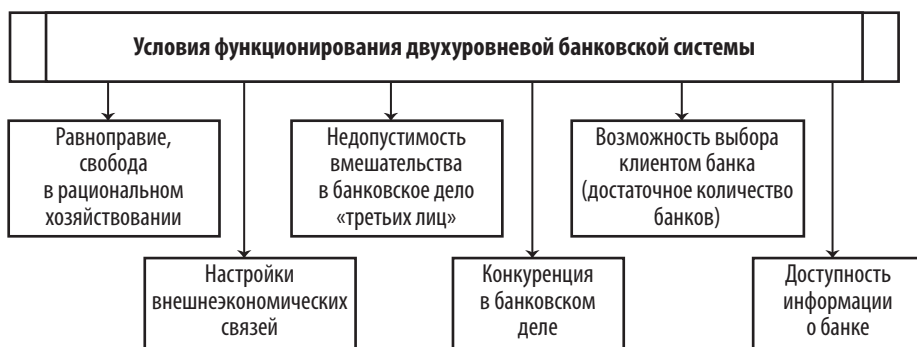 Условия функционирования двухуровневой банковской системы
Равноправие,
свобода
в рациональном
хозяйствовании
Недопустимость
вмешательства
в банковское дело
«третьих лиц»
Возможность выбора
клиентом банка
(достаточное количество
банков)
Настройки
внешнеэкономических
связей
Конкуренция
в банковском
деле
Доступность
информации
о банке